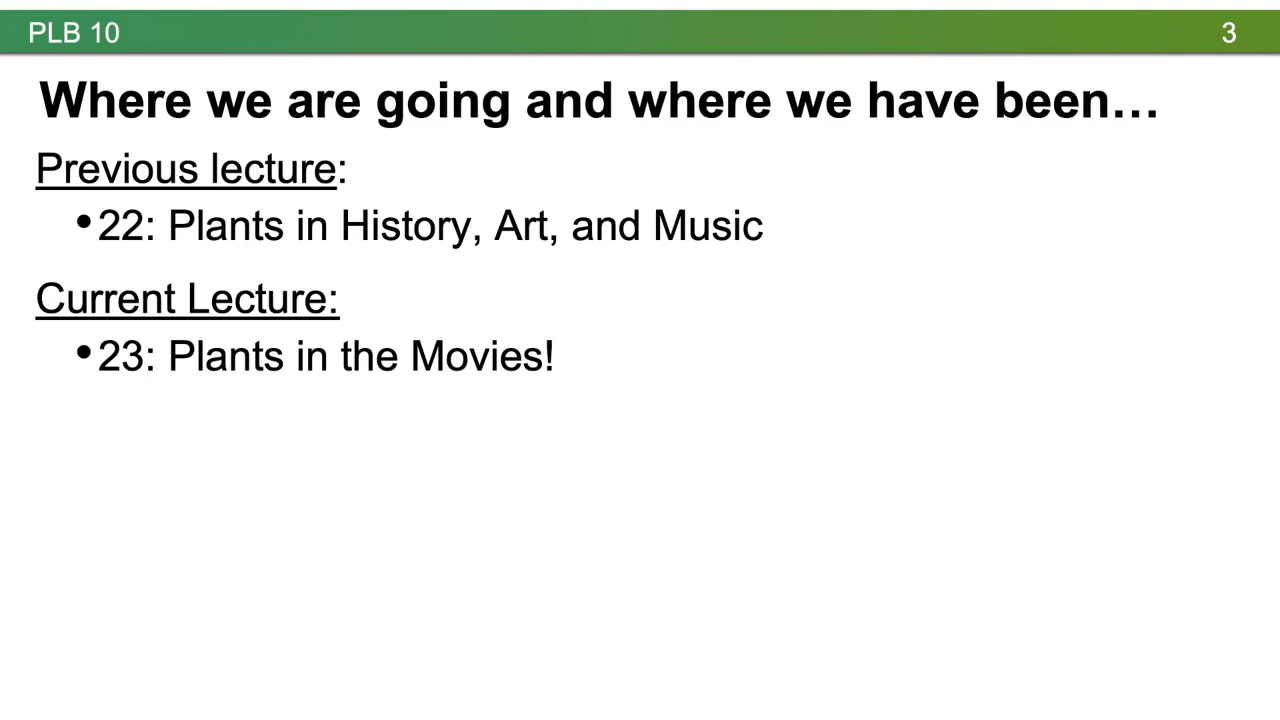 PLB 10
3
Where we are going and where we have been…
Previous lecture:
•22: Plants in History, Art, and Music
Current Lecture:
•23: Plants in the Movies!